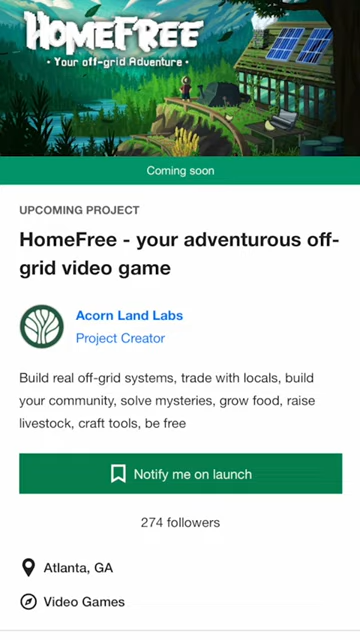 HOMEFREE
• Your off-grid Adventure •
Coming soon
UPCOMING PROJECT
HomeFree - your adventurous off-
grid video game
Acorn Land Labs
Project Creator
Build real off-grid systems, trade with locals, build
your community, solve mysteries, grow food, raise
livestock, craft tools, be free
Notify me on launch
274 followers
Atlanta, GA
Video Games